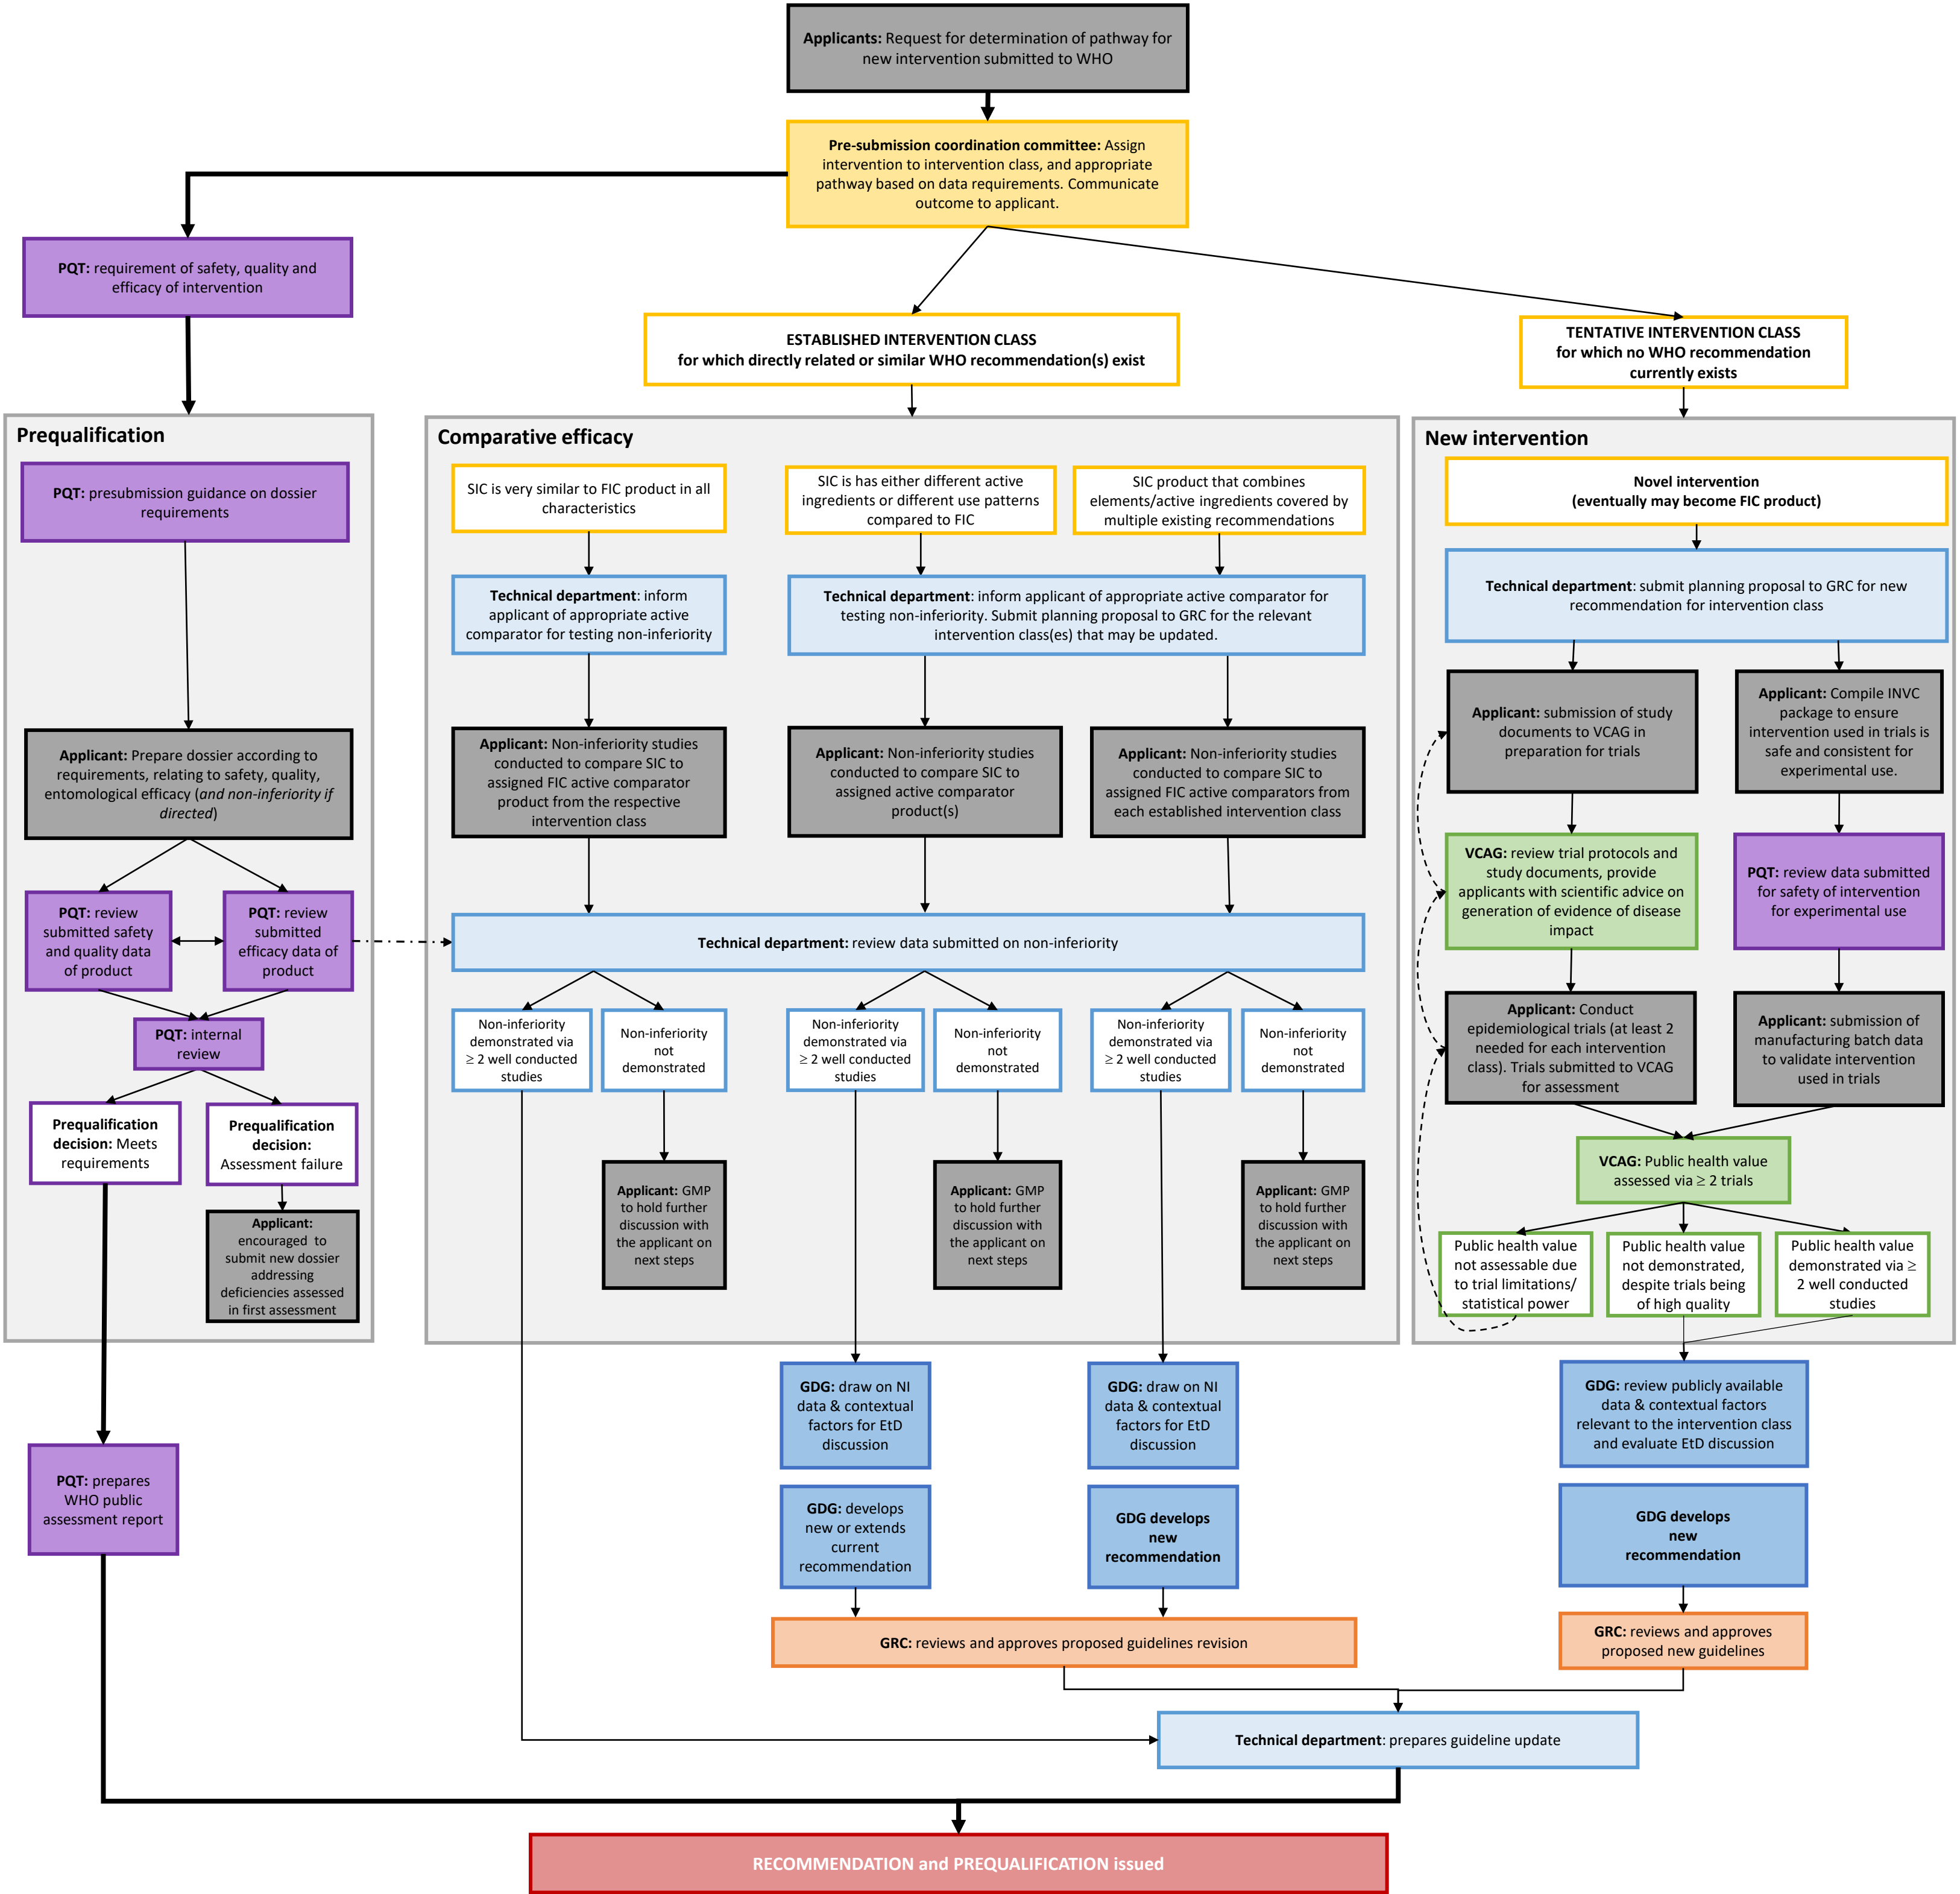 Applicants: Request for determination of pathway for
new intervention submitted to WHO
Pre-submission coordination committee: Assign
intervention to intervention class, and appropriate
pathway based on data requirements. Communicate
outcome to applicant.
PQT: requirement of safety, quality and
efficacy of intervention
ESTABLISHED INTERVENTION CLASS
for which directly related or similar WHO recommendation(s) exist
TENTATIVE INTERVENTION CLASS
for which no WHO recommendation
currently exists
Prequalification
PQT: presubmission guidance on dossier
requirements
Applicant: Prepare dossier according to
requirements, relating to safety, quality,
entomological efficacy (and non-inferiority if
directed)
PQT: review
submitted safety
and quality data
of product
PQT: review
submitted
efficacy data of
product
PQT: internal
review
Prequalification
decision: Meets
requirements
Prequalification
decision:
Assessment failure
Applicant:
encouraged to
submit new dossier
addressing
deficiencies assessed
in first assessment
PQT: prepares
WHO public
assessment report
Comparative efficacy
SIC is very similar to FIC product in all
characteristics
SIC is has either different active
ingredients or different use patterns
compared to FIC
SIC product that combines
elements/active ingredients covered by
multiple existing recommendations
Technical department: inform
applicant of appropriate active
comparator for testing non-inferiority
Technical department: inform applicant of appropriate active comparator for
testing non-inferiority. Submit planning proposal to GRC for the relevant
intervention class(es) that may be updated.
Applicant: Non-inferiority studies
conducted to compare SIC to
assigned FIC active comparator
product from the respective
intervention class
Applicant: Non-inferiority studies
conducted to compare SIC to
assigned active comparator
product(s)
Applicant: Non-inferiority studies
conducted to compare SIC to
assigned FIC active comparators from
each established intervention class
Technical department: review data submitted on non-inferiority
Non-inferiority
demonstrated via
≥ 2 well conducted
studies
Non-inferiority
not
demonstrated
Non-inferiority
demonstrated via
≥ 2 well conducted
studies
Non-inferiority
not
demonstrated
Non-inferiority
demonstrated via
≥ 2 well conducted
studies
Non-inferiority
not
demonstrated
Applicant: GMP
to hold further
discussion with
the applicant on
next steps
Applicant: GMP
to hold further
discussion with
the applicant on
next steps
Applicant: GMP
to hold further
discussion with
the applicant on
next steps
GDG: draw on NI
data & contextual
factors for EtD
discussion
GDG: draw on NI
data & contextual
factors for EtD
discussion
GDG: develops
new or extends
current
recommendation
GDG develops
new
recommendation
GRC: reviews and approves proposed guidelines revision
New intervention
Novel intervention
(eventually may become FIC product)
Technical department: submit planning proposal to GRC for new
recommendation for intervention class
Applicant: submission of study
documents to VCAG in
preparation for trials
Applicant: Compile INVC
package to ensure
intervention used in trials is
safe and consistent for
experimental use.
VCAG: review trial protocols and
study documents, provide
applicants with scientific advice on
generation of evidence of disease
impact
PQT: review data submitted
for safety of intervention
for experimental use
Applicant: Conduct
epidemiological trials (at least 2
needed for each intervention
class). Trials submitted to VCAG
for assessment
Applicant: submission of
manufacturing batch data
to validate intervention
used in trials
VCAG: Public health value
assessed via ≥ 2 trials
Public health value
not assessable due
to trial limitations/
statistical power
Public health value
not demonstrated,
despite trials being
of high quality
Public health value
demonstrated via ≥
2 well conducted
studies
GDG: review publicly available
data & contextual factors
relevant to the intervention class
and evaluate EtD discussion
GDG develops
new
recommendation
GRC: reviews and approves
proposed new guidelines
Technical department: prepares guideline update
RECOMMENDATION and PREQUALIFICATION issued